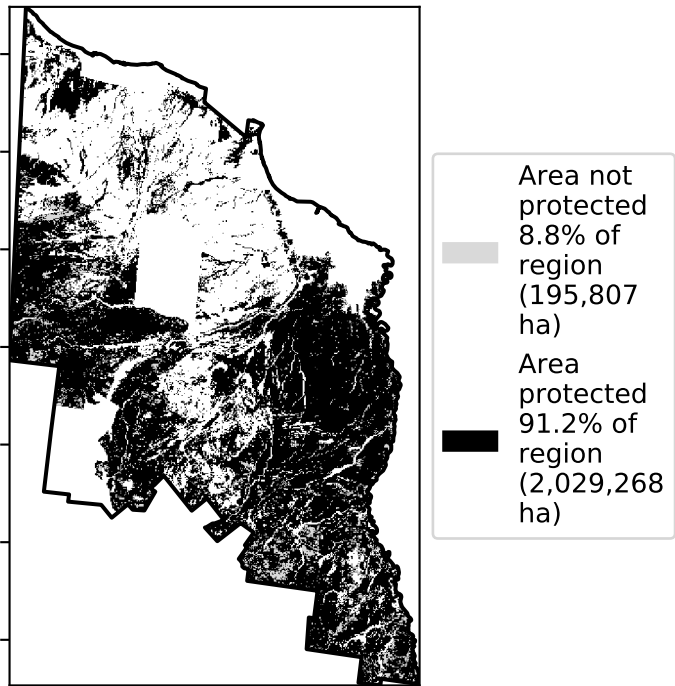 Area not
protected
8.8% of
region
(195,807
ha)
Area
protected
91.2% of
region
(2,029,268
ha)